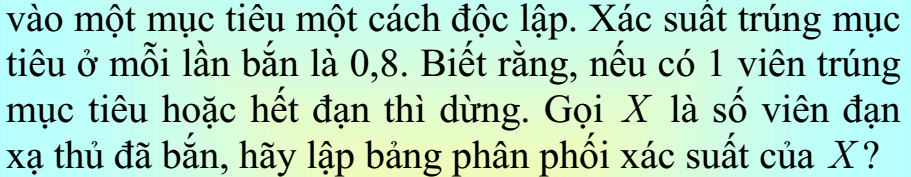 vào một mục tiêu một cách độc lập. Xác suất trúng mục
tiêu ở mỗi lần bắn là 0,8. Biết rằng, nếu có 1 viên trúng
mục tiêu hoặc hết đạn thì dừng. Gọi X là số viên đạn
xạ thủ đã bắn, hãy lập bảng phân phối xác suất của X?